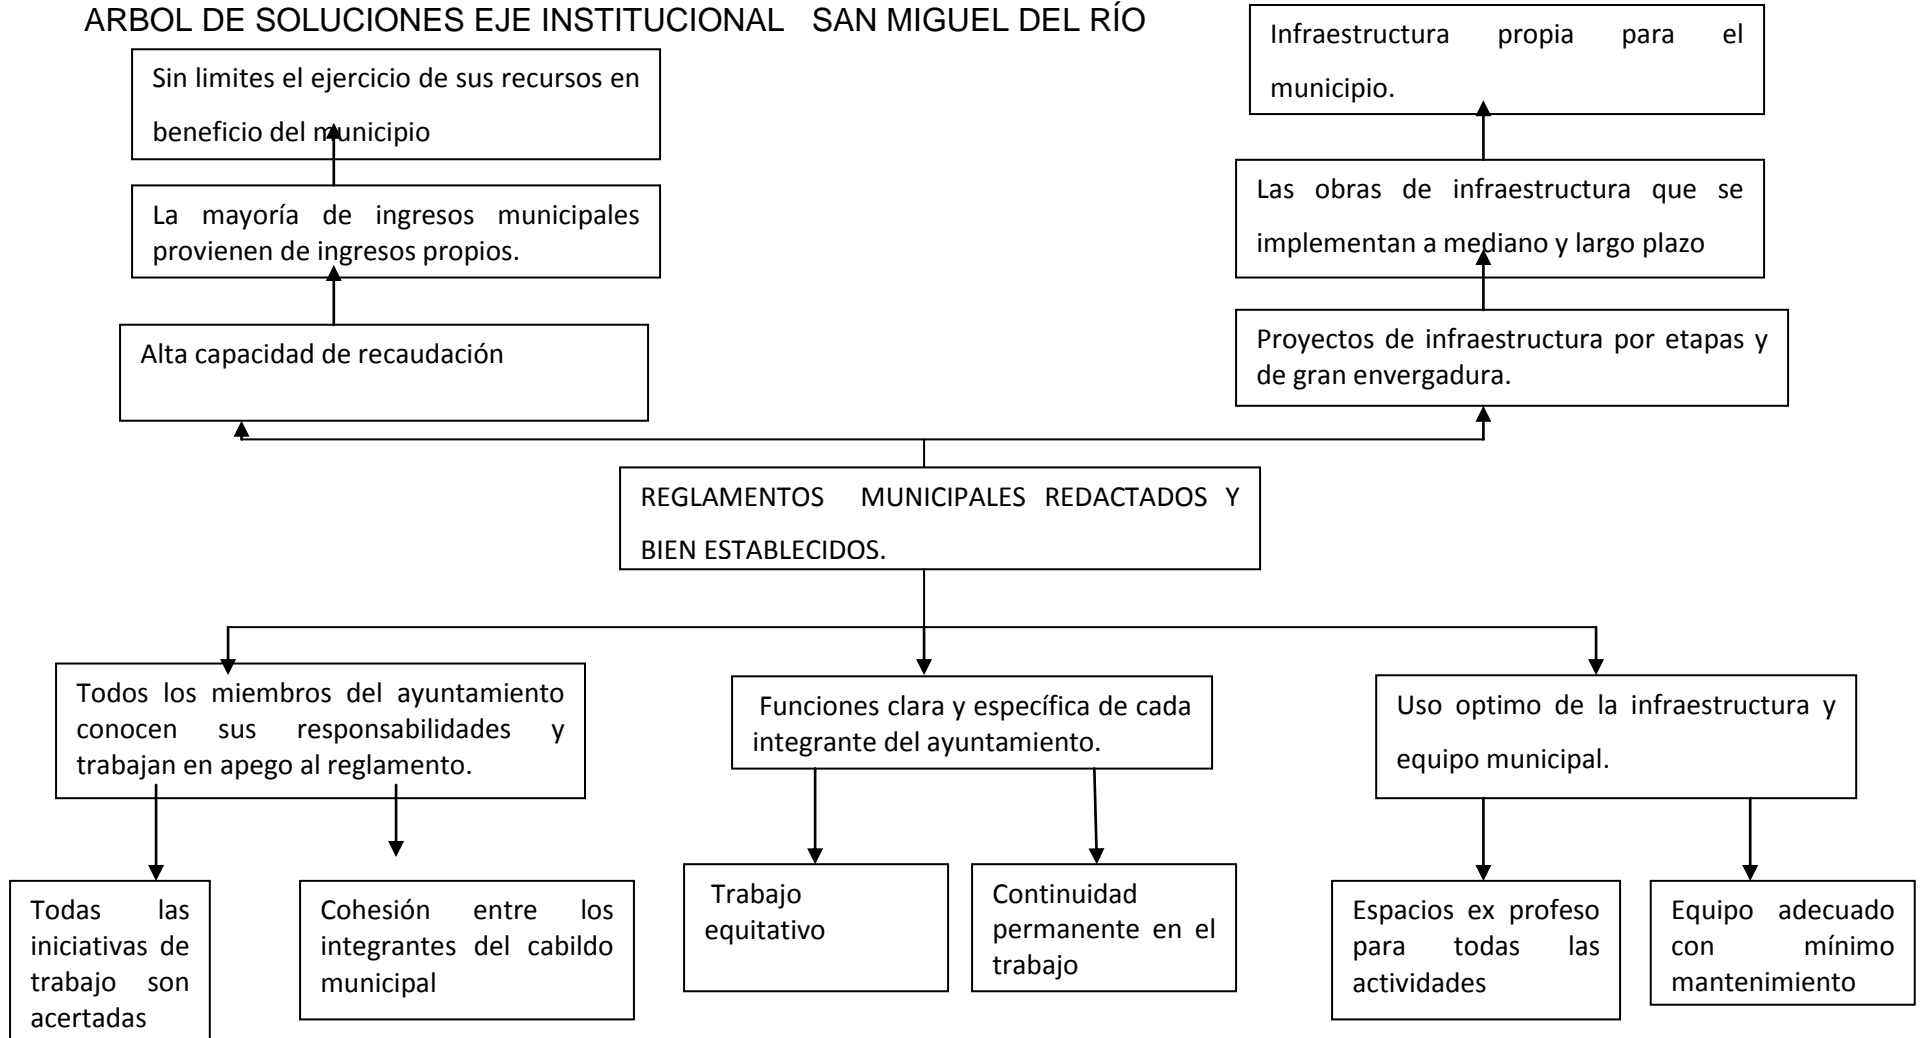 ARBOL DE SOLUCIONES EJE INSTITUCIONAL SAN MIGUEL DEL RÍO
Sin limites el ejercicio de sus recursos en
beneficio del municipio
La mayoría de ingresos municipales
provienen de ingresos propios.
Alta capacidad de recaudación
Infraestructura propia para el
municipio.
Las obras de infraestructura que se
implementan a mediano y largo plazo
Proyectos de infraestructura por etapas y
de gran envergadura.
REGLAMENTOS MUNICIPALES REDACTADOS Y
BIEN ESTABLECIDOS.
Todos los miembros del ayuntamiento
conocen sus responsabilidades y
trabajan en apego al reglamento.
Funciones clara y específica de cada
integrante del ayuntamiento.
Uso optimo de la infraestructura y
equipo municipal.
Todas las
iniciativas de
trabajo son
acertadas
Cohesión entre los
integrantes del cabildo
municipal
Trabajo
equitativo
Continuidad
permanente en el
trabajo
Espacios ex profeso
para todas las
actividades
Equipo adecuado
con mínimo
mantenimiento